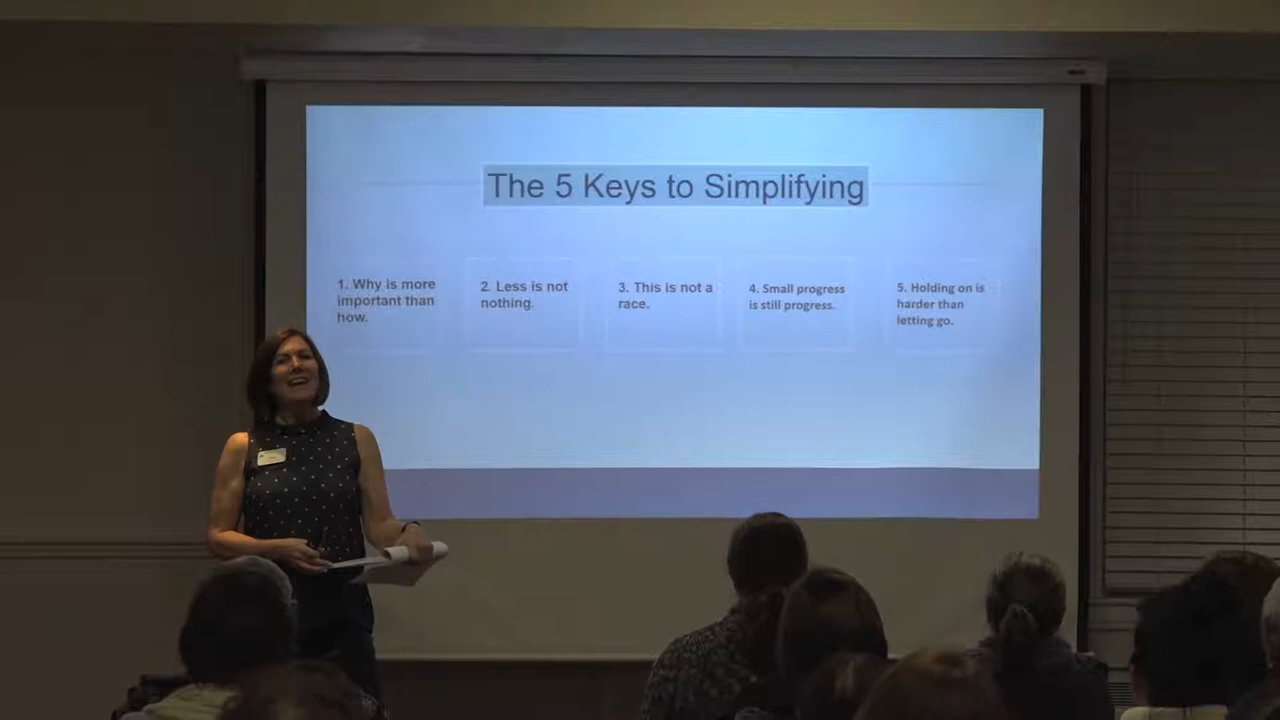 The 5 Keys to Simplifying
1. Why is more
important than
how.
2. Less is not
nothing.
3. This is not a
race.
4. Small progress
is still progress.
5. Holding on is
harder than
letting go.